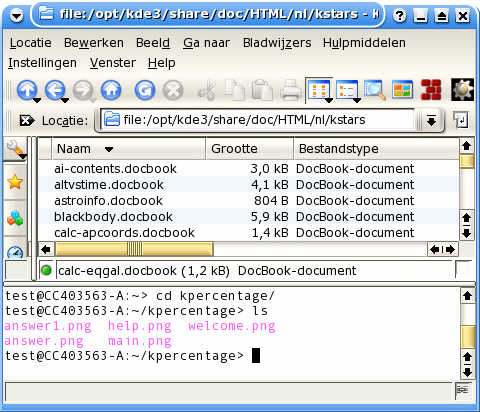 file:/opt/kde3/share/doc/HTML/nl/kstars - K
Locatie Bewerken Beeld Ga naar Bladwijzers Hulpmiddelen
Instellingen Venster Help
Locatie: file:/opt/kde3/share/doc/HTML/nl/kstars
Naam Grootte Bestandstype
ai-contents.docbook 3,0 kB DocBook-document
altvstime.docbook 4,1 kB DocBook-document
astroinfo.docbook 804 B DocBook-document
blackbody.docbook 5,9 kB DocBook-document
calc-apcoords.docbook 1,4 kB DocBook-document
calc-eqgal.docbook (1,2 kB) DocBook-document
test@CC403563-A:~> cd kpercentage/
test@CC403563-A:~/kpercentage> ls
answer1.png help.png welcome.png
answer.png main.png
test@CC403563-A:~/kpercentage>